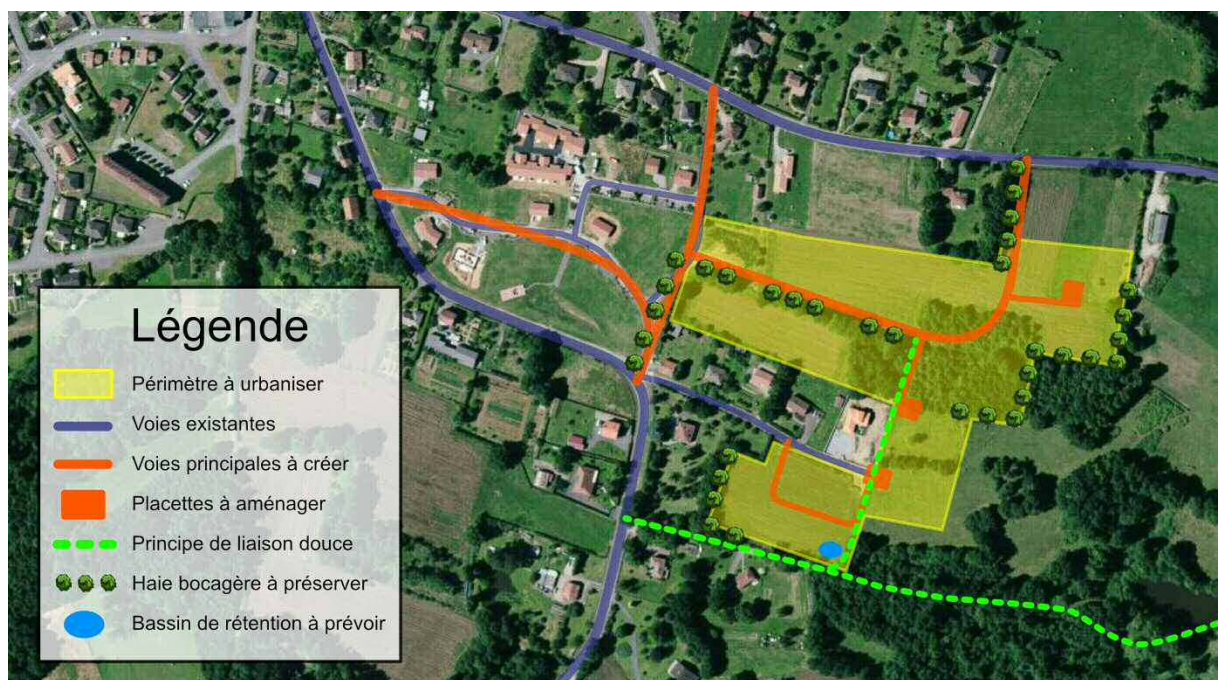 Légende
Périmètre à urbaniser
Voies existantes
Voies principales à créer
Placettes à aménager
Principe de liaison douce
Haie bocagère à préserver
Bassin de rétention à prévoir